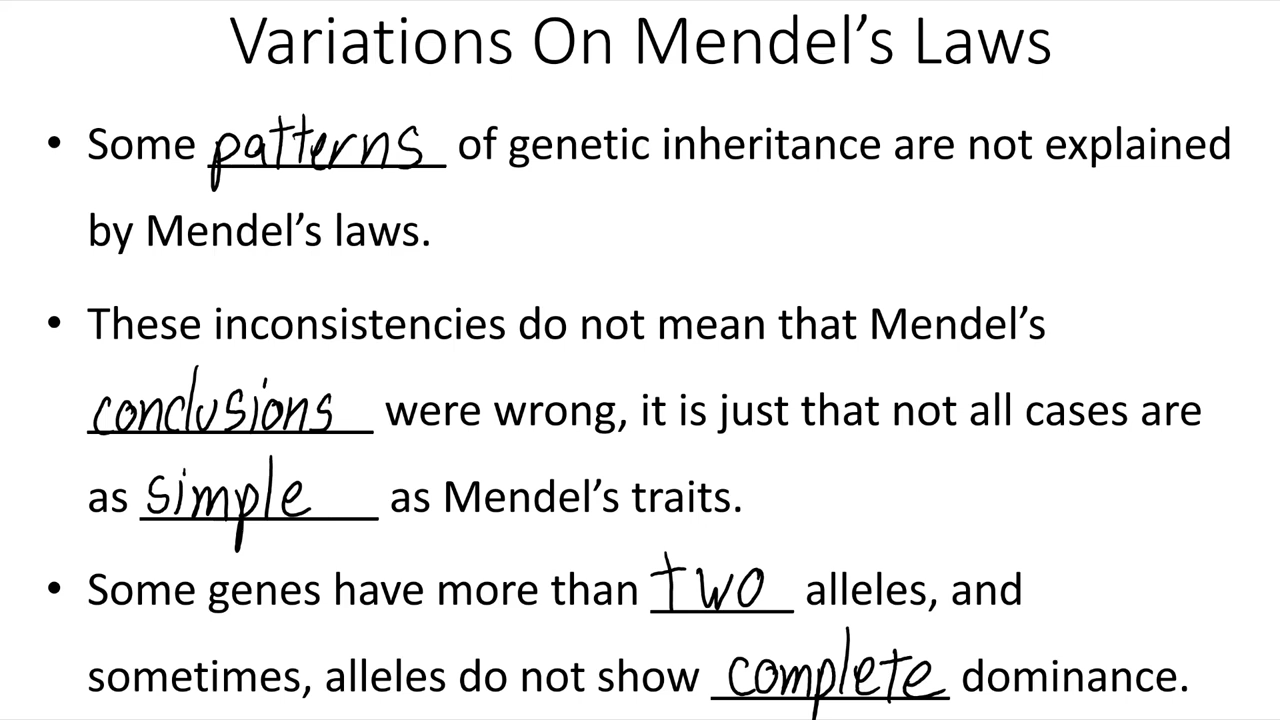 Variations On Mendel's Laws
• Some patterns of genetic inheritance are not explained
by Mendel's laws.
• These inconsistencies do not mean that Mendel's
conclusions were wrong, it is just that not all cases are
as simple as Mendel's traits.
• Some genes have more than two alleles, and
sometimes, alleles do not show complete dominance.